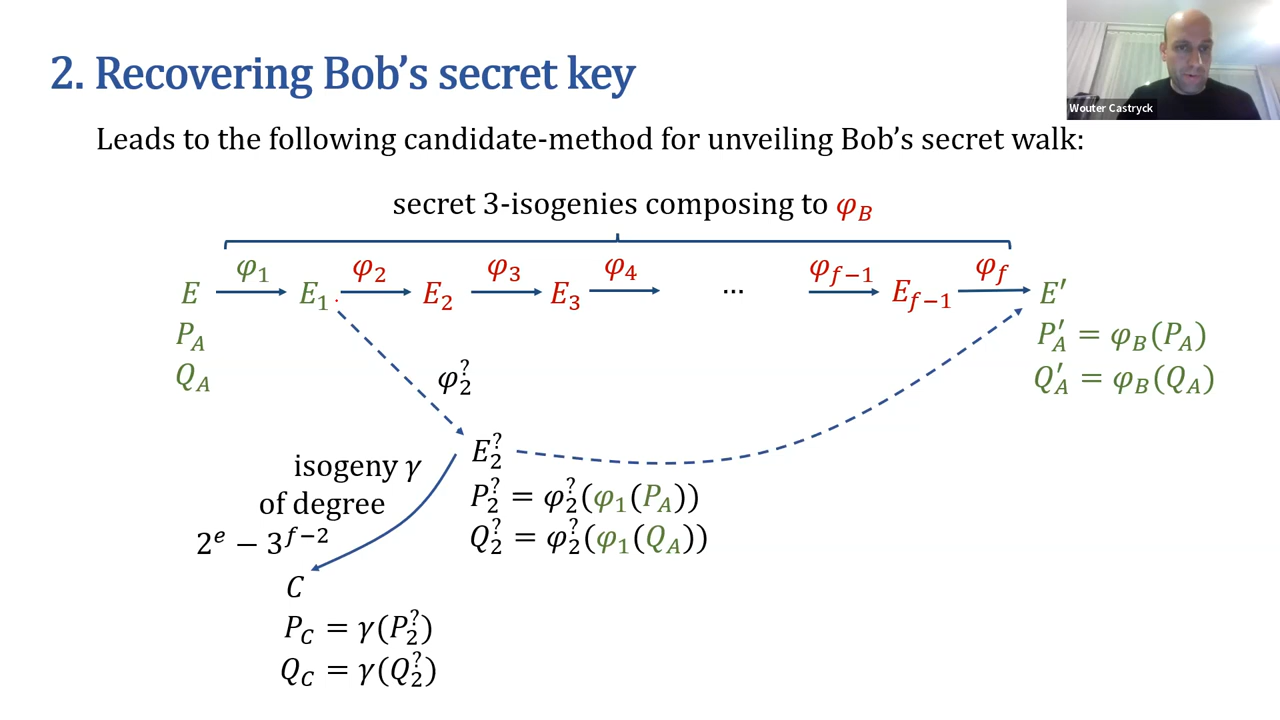 2. Recovering Bob's secret key
Wouter Castryck
Leads to the following candidate-method for unveiling Bob's secret walk:
secret 3-isogenies composing to φ_B
φ_1 φ_2 φ_3 φ_4 φ_{f−1} φ_f
E E_1 E_2 E_3 ... E_{f−1} E′
P_A P′_A = φ_B(P_A)
Q_A Q′_A = φ_B(Q_A)
φ_2^?
E_2^?
isogeny γ
of degree
2^e − 3^{f−2}
P_2^? = φ_2^?(φ_1(P_A))
Q_2^? = φ_2^?(φ_1(Q_A))
C
P_C = γ(P_2^?)
Q_C = γ(Q_2^?)